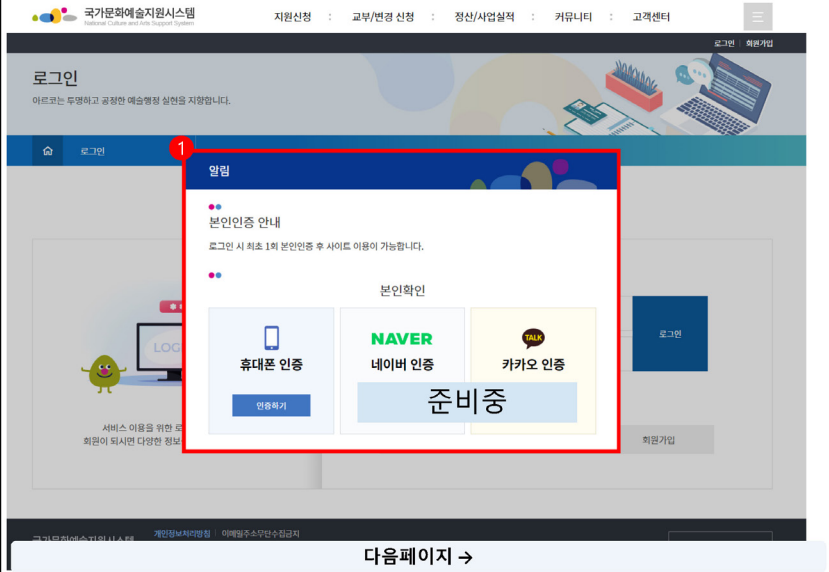 국가문화예술지원시스템
National Culture and Arts Support System
지원신청 : 교부/변경 신청 : 정산/사업실적 : 커뮤니티 : 고객센터
로그인 | 회원가입
로그인
아르코는 투명하고 공정한 예술행정 실현을 지향합니다.
로그인
1
알림
본인인증 안내
로그인 시 최초 1회 본인인증 후 사이트 이용이 가능합니다.
본인확인
휴대폰 인증
인증하기
NAVER
네이버 인증
TALK
카카오 인증
준비중
LOG
로그인
서비스 이용을 위한 로
회원이 되시면 다양한 정보
회원가입
개인정보처리방침 | 이메일주소무단수집금지
국가문화예술지원시스템
다음페이지 →